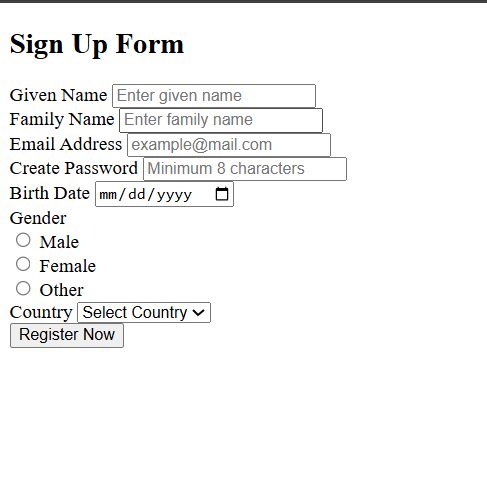 Sign Up Form
Given Name Enter given name
Family Name Enter family name
Email Address example@mail.com
Create Password Minimum 8 characters
Birth Date mm/dd/yyyy
Gender
Male
Female
Other
Country Select Country
Register Now